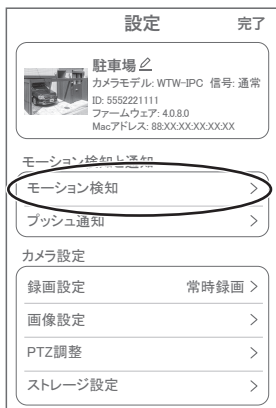 設定 完了
駐車場
カメラモデル: WTW-IPC 信号: 通常
ID: 5552221111
ファームウェア: 4.0.8.0
Macアドレス: 88:XX:XX:XX:XX:XX
モーション検知と通知
モーション検知
プッシュ通知
カメラ設定
録画設定 常時録画
画像設定
PTZ調整
ストレージ設定